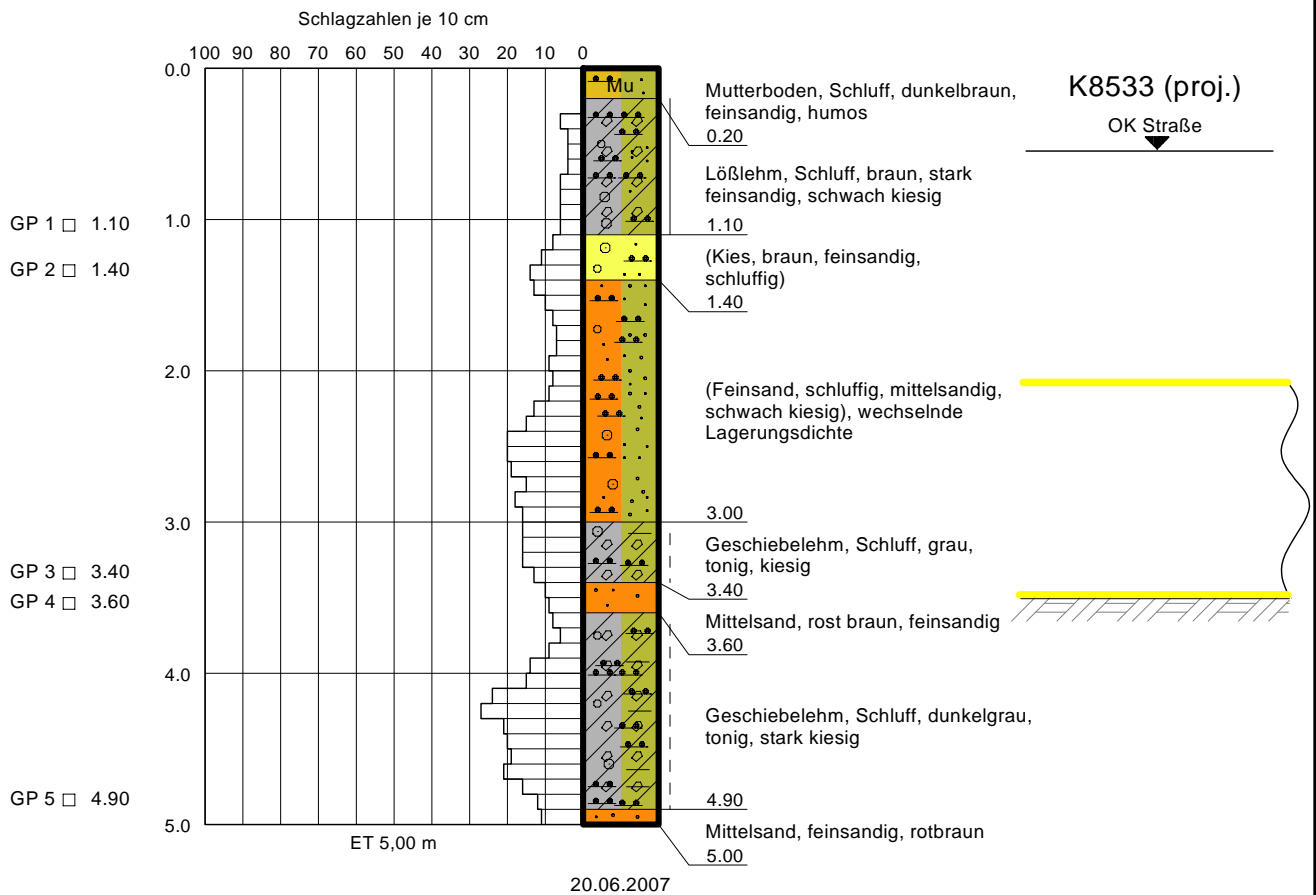 Schlagzahlen je 10 cm
100 90 80 70 60 50 40 30 20 10 0
0.0
1.0
2.0
3.0
4.0
5.0
GP 1 1.10
GP 2 1.40
GP 3 3.40
GP 4 3.60
GP 5 4.90
ET 5,00 m
Mu
Mutterboden, Schluff, dunkelbraun,
feinsandig, humos
0.20
Lößlehm, Schluff, braun, stark
feinsandig, schwach kiesig
1.10
(Kies, braun, feinsandig,
schluffig)
1.40
(Feinsand, schluffig, mittelsandig,
schwach kiesig), wechselnde
Lagerungsdichte
3.00
Geschiebelehm, Schluff, grau,
tonig, kiesig
3.40
Mittelsand, rost braun, feinsandig
3.60
Geschiebelehm, Schluff, dunkelgrau,
tonig, stark kiesig
4.90
Mittelsand, feinsandig, rotbraun
5.00
20.06.2007
K8533 (proj.)
OK Straße